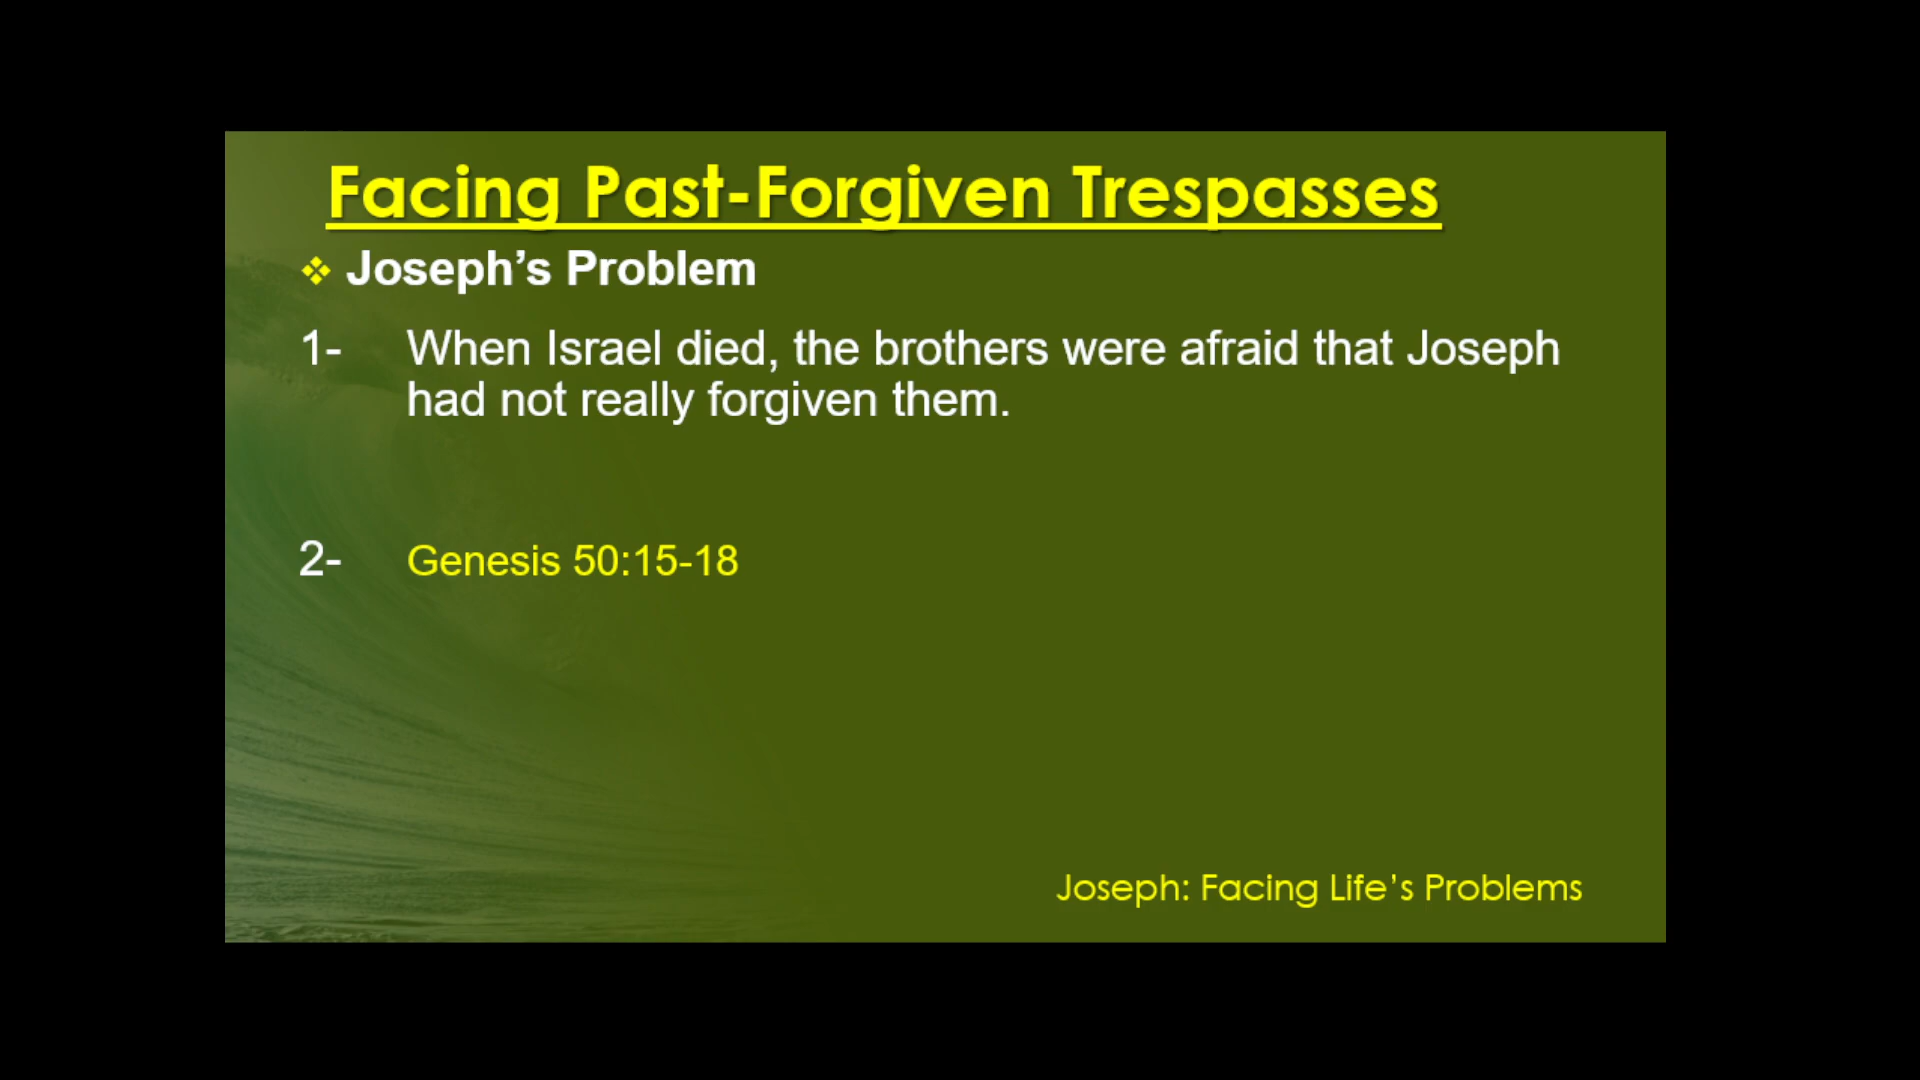 Facing Past-Forgiven Trespasses
❖ Joseph’s Problem
1- When Israel died, the brothers were afraid that Joseph
had not really forgiven them.
2- Genesis 50:15-18
Joseph: Facing Life’s Problems